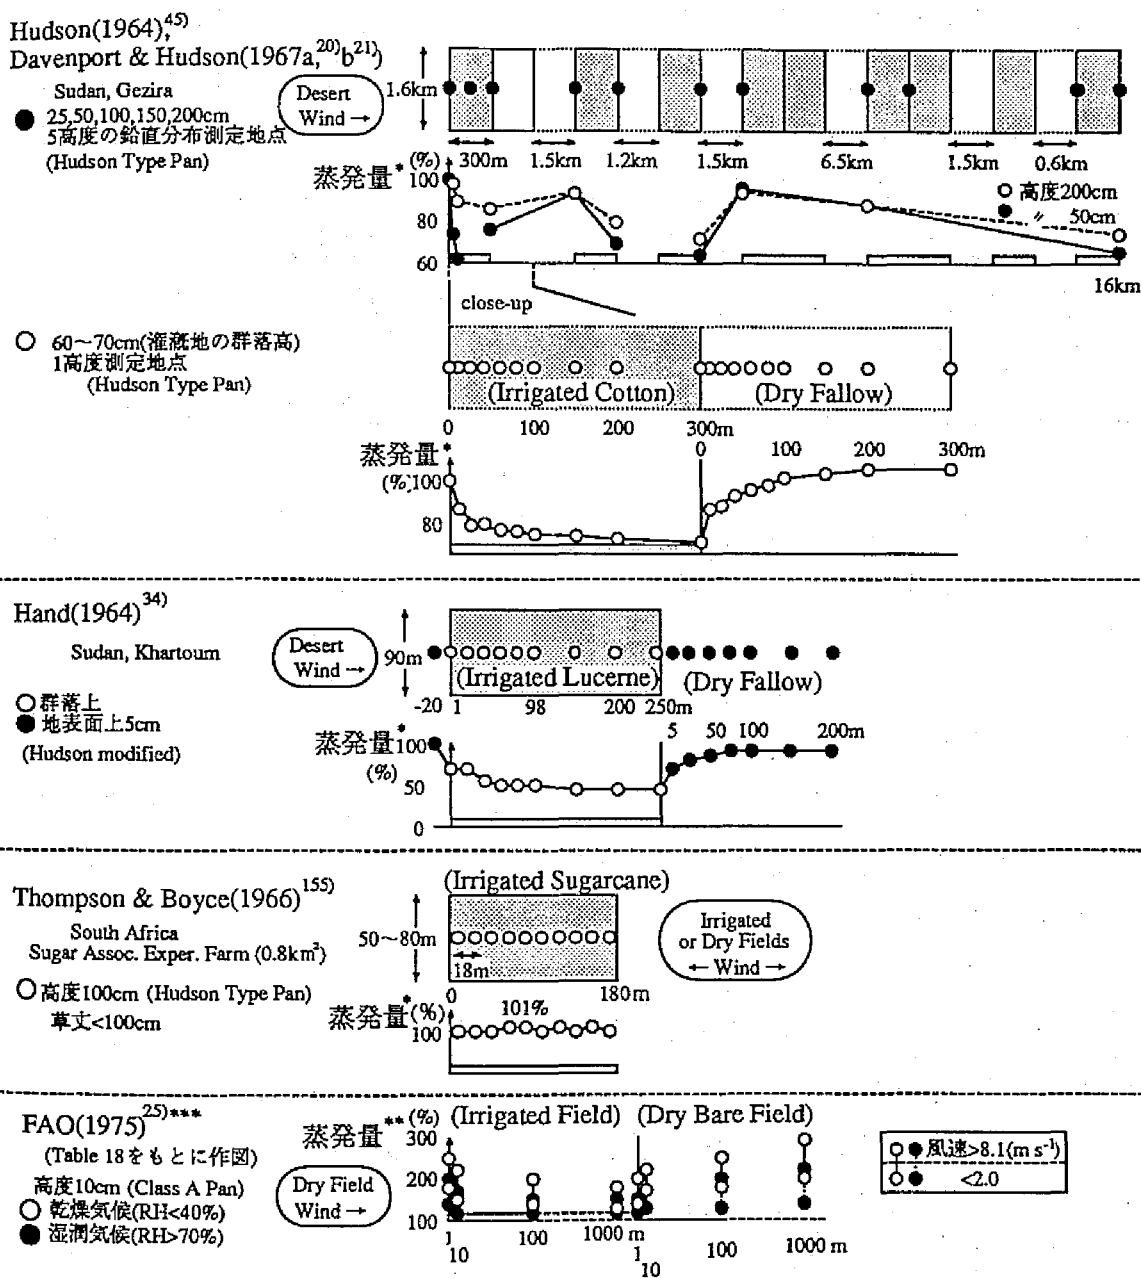 Hudson(1964),45)
Davenport & Hudson(1967a,20)b21)
Sudan, Gezira
● 25,50,100,150,200cm
5高度の鉛直分布測定地点
(Hudson Type Pan)
Desert
Wind →
1.6km
300m 1.5km 1.2km 1.5km 6.5km 1.5km 0.6km
蒸発量* (%)
100
80
60
○ 高度200cm
● 〃 50cm
16km
close-up
○ 60〜70cm(灌漑地の群落高)
1高度測定地点
(Hudson Type Pan)
(Irrigated Cotton) (Dry Fallow)
0 100 200 300m
0 100 200 300m
蒸発量*
(%) 100
80
Hand(1964)34)
Sudan, Khartoum
○ 群落上
● 地表面上5cm
(Hudson modified)
Desert
Wind →
90m
(Irrigated Lucerne) (Dry Fallow)
-20 1 98 200 250m
5 50 100 200m
蒸発量*
(%)
100
50
0
Thompson & Boyce(1966)155)
South Africa
Sugar Assoc. Exper. Farm (0.8km²)
○ 高度100cm (Hudson Type Pan)
草丈<100cm
(Irrigated Sugarcane)
50〜80m
18m
0 180m
Irrigated
or Dry Fields
← Wind →
蒸発量* (%)
100
101%
FAO(1975)25)***
(Table 18をもとに作図)
高度10cm (Class A Pan)
○ 乾燥気候(RH<40%)
● 湿潤気候(RH>70%)
Dry Field
Wind →
蒸発量** (%) (Irrigated Field) (Dry Bare Field)
300
200
100
1 10 100 1000 m
1 10 100 1000 m
○ ● 風速>8.1(m s⁻¹)
○ ● <2.0